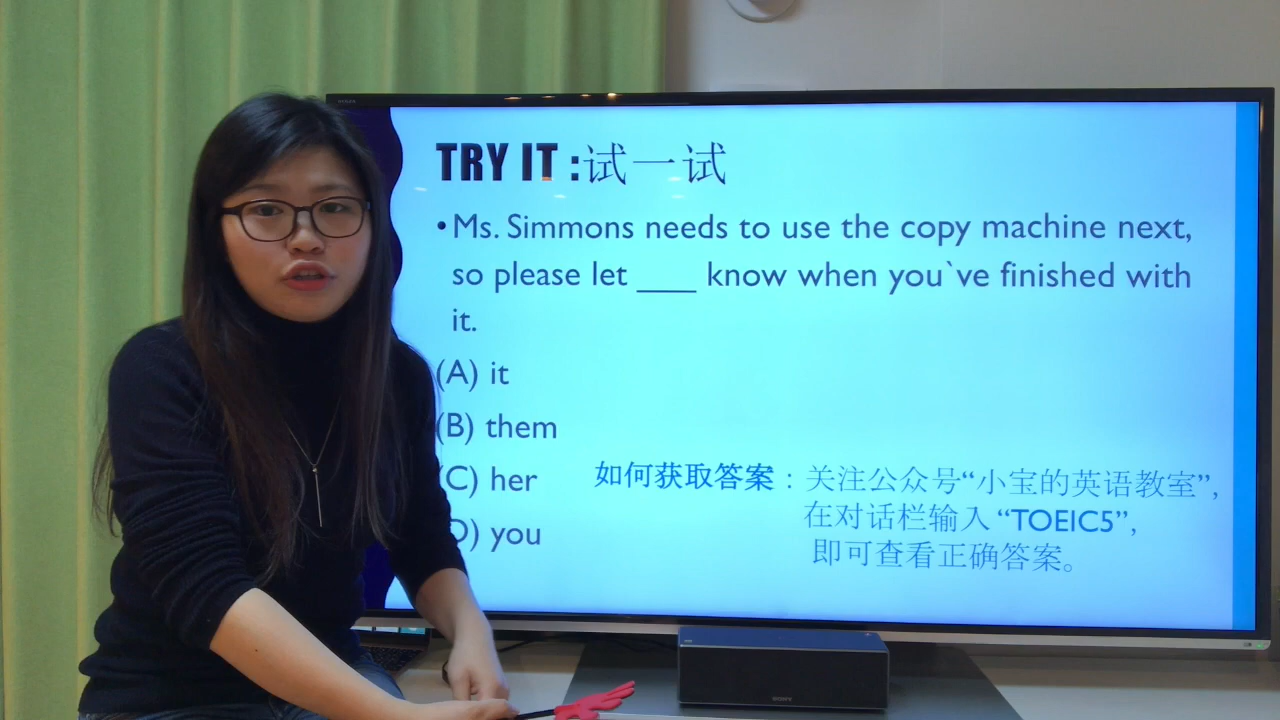 TRY IT :试一试
•Ms. Simmons needs to use the copy machine next,
so please let ____ know when you`ve finished with
it.
(A) it
(B) them
(C) her
D) you
如何获取答案：关注公众号“小宝的英语教室”,
在对话栏输入“TOEIC5”,
即可查看正确答案。
SONY